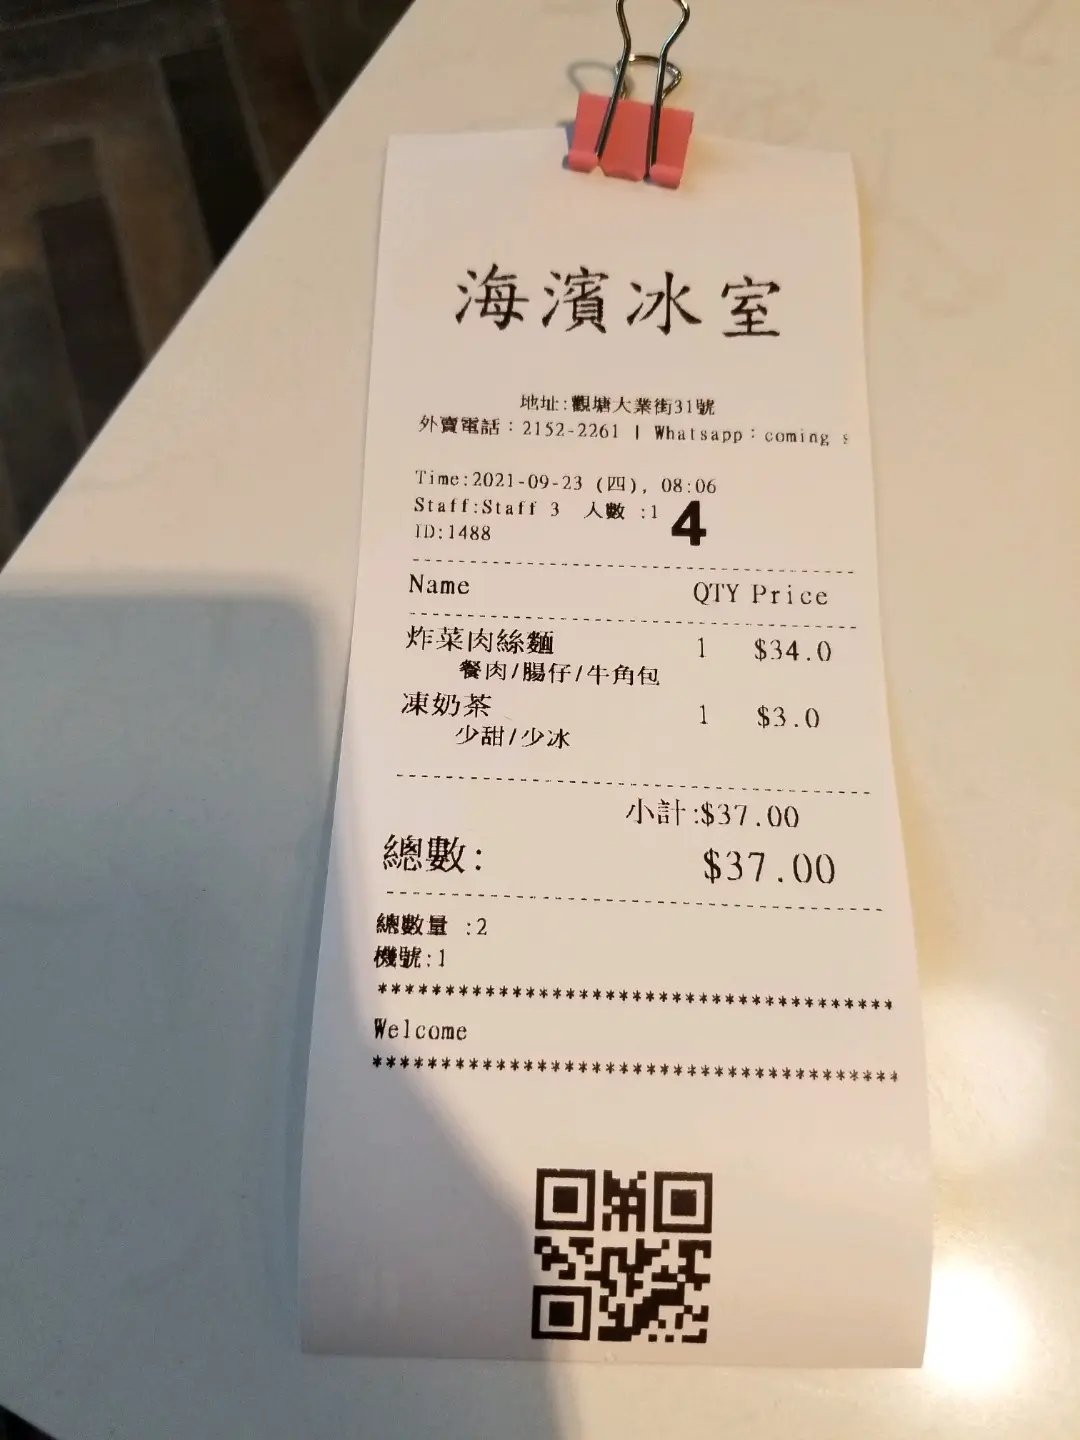 海濱冰室
地址:觀塘大業街31號
外賣電話：2152-2261 | Whatsapp：coming s
Time:2021-09-23 (四), 08:06
Staff:Staff 3 人數 :1
4
ID:1488
Name QTY Price
炸菜肉絲麵 1 $34.0
餐肉/腸仔/牛角包
凍奶茶 1 $3.0
少甜/少冰
小計:$37.00
總數: $37.00
總數量 :2
機號:1
***************************************
Welcome
***************************************